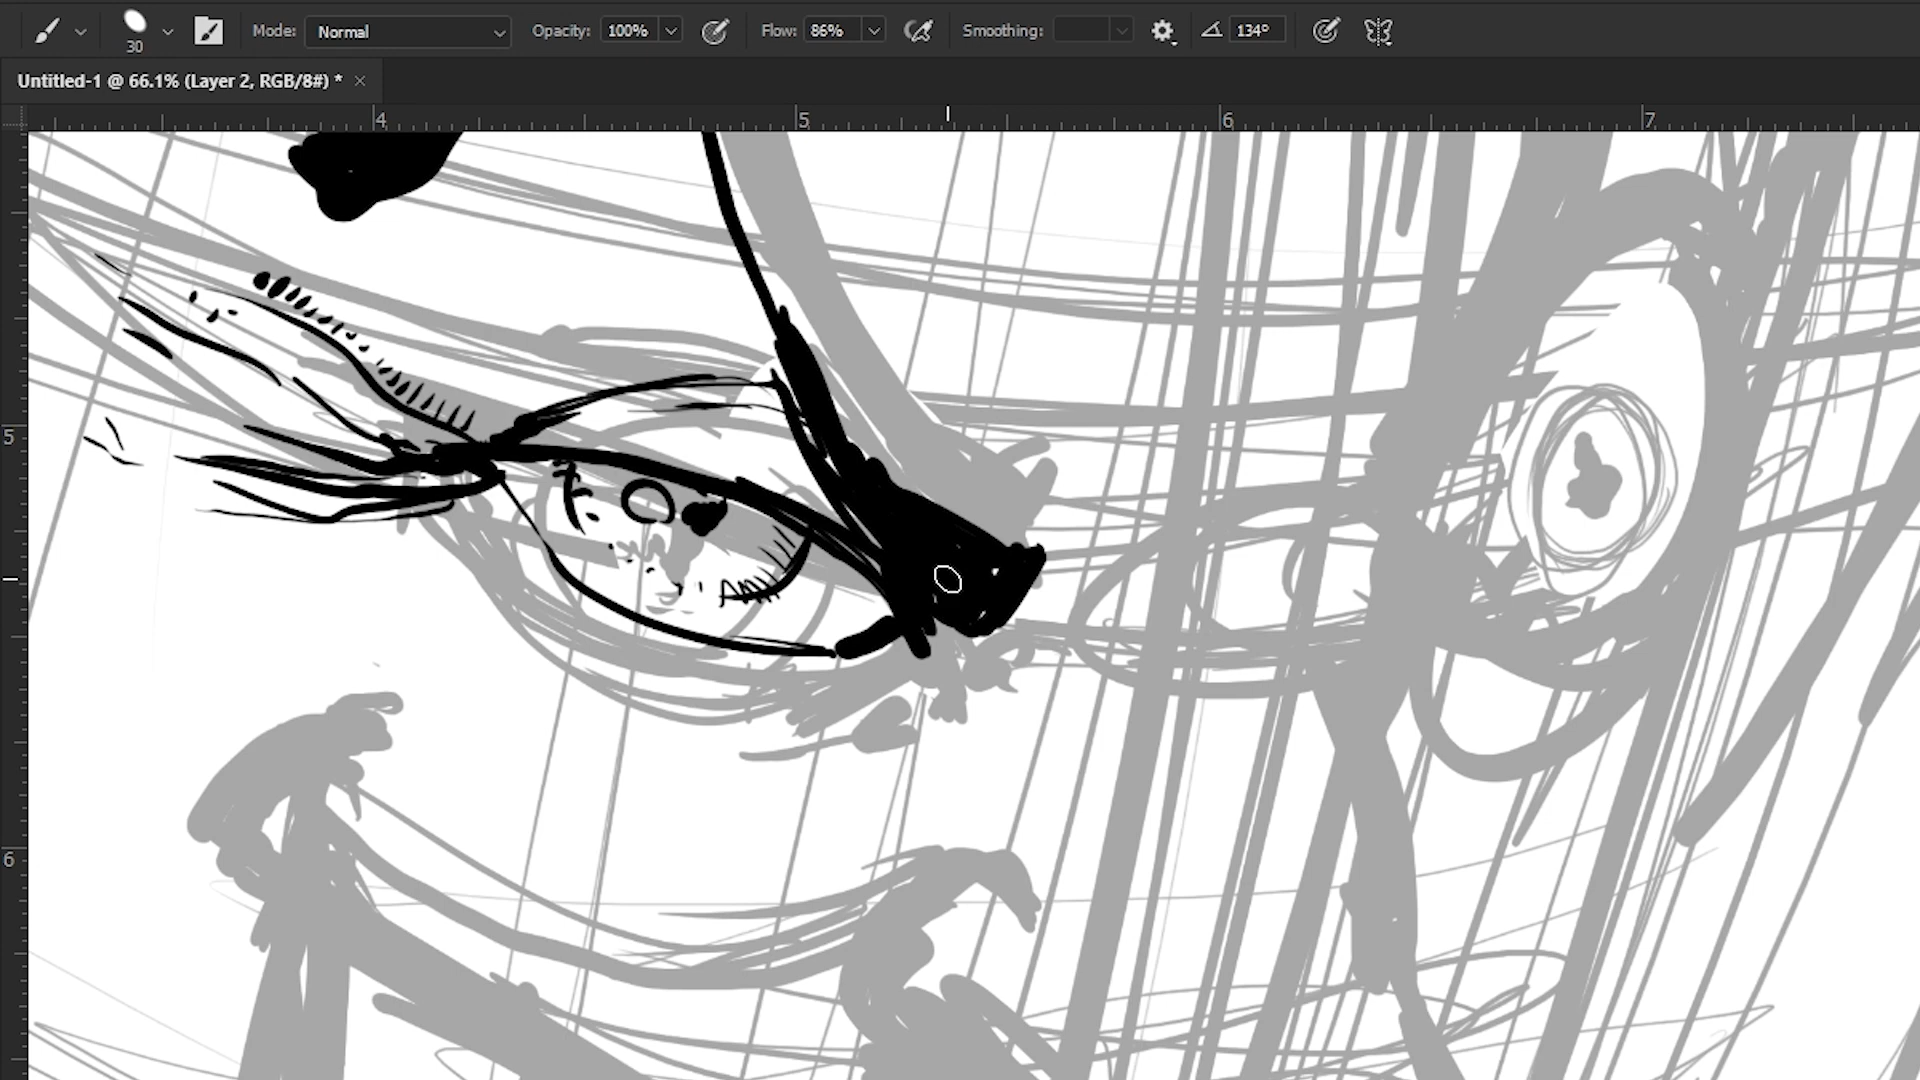 Mode: Normal Opacity: 100% Flow: 86% Smoothing: 134°
30
Untitled-1 @ 66.1% (Layer 2, RGB/8#) * ×
4 5 6 7
5
6